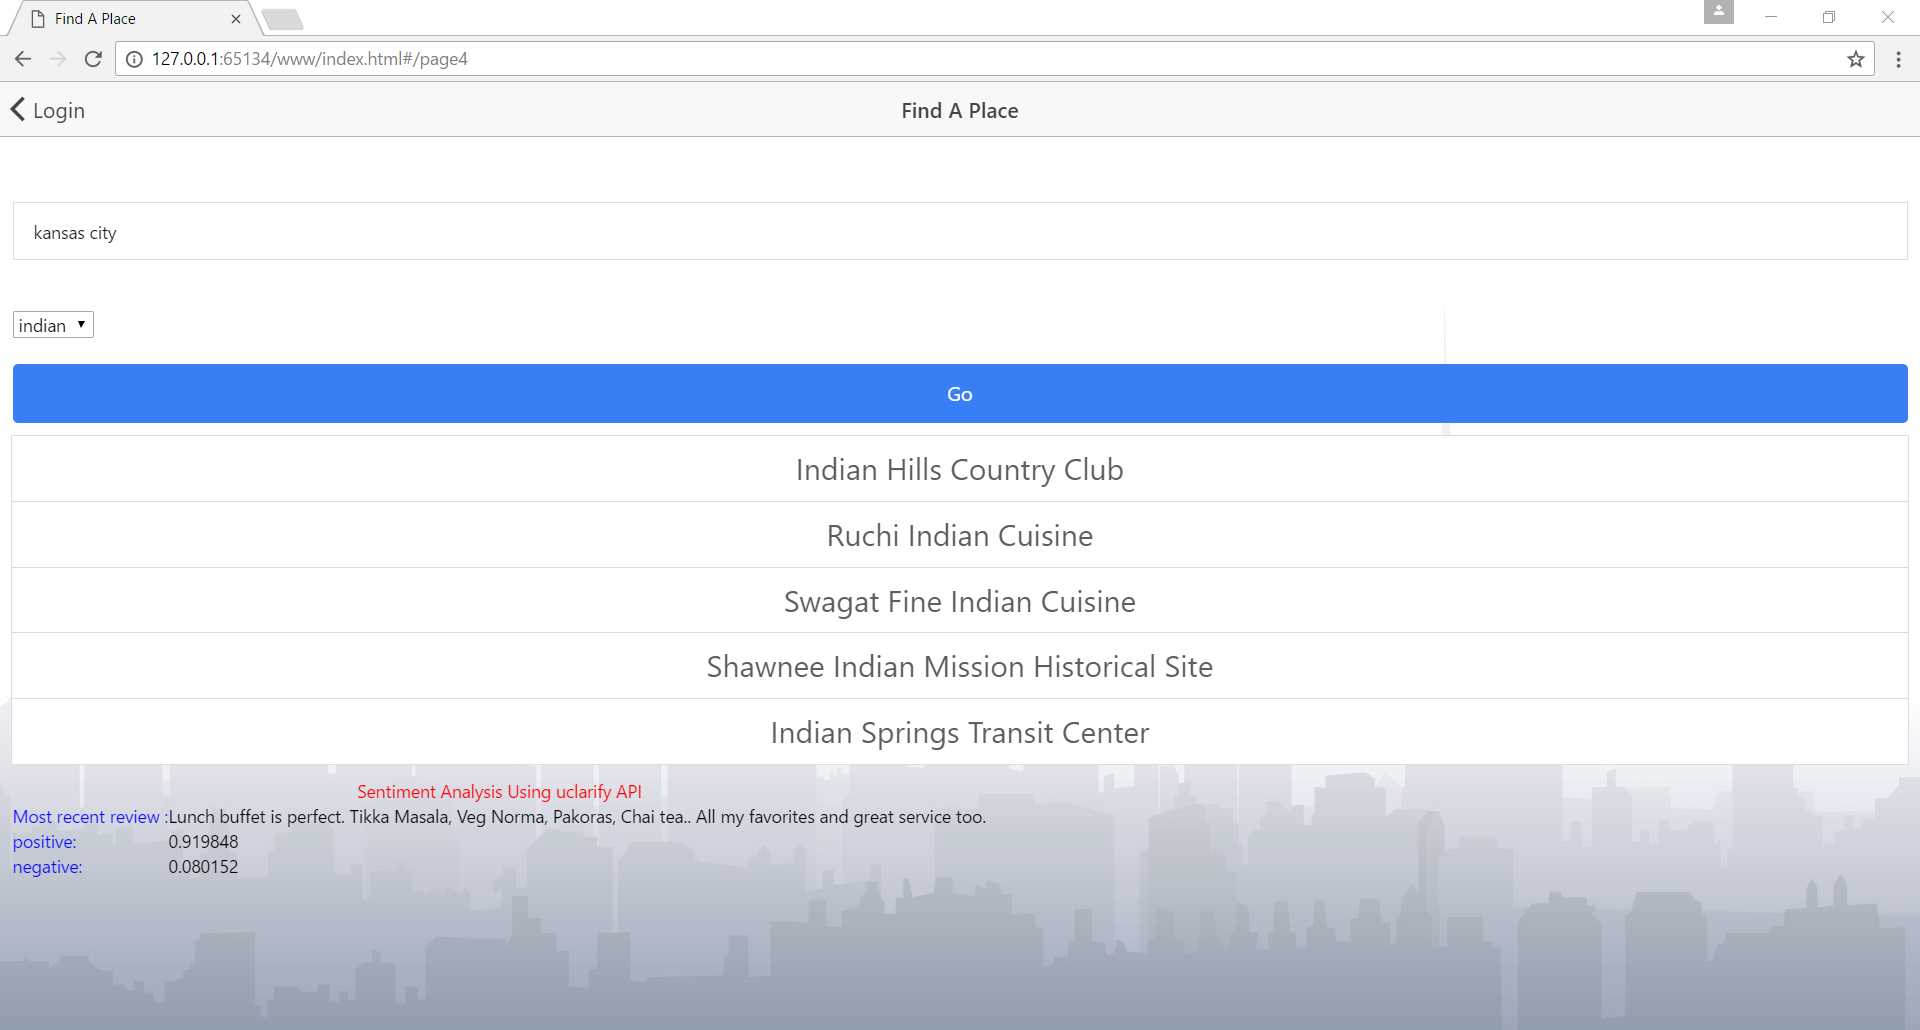 Find A Place
127.0.0.1:65134/www/index.html#/page4
Login
Find A Place
kansas city
indian
Go
Indian Hills Country Club
Ruchi Indian Cuisine
Swagat Fine Indian Cuisine
Shawnee Indian Mission Historical Site
Indian Springs Transit Center
Sentiment Analysis Using uclarify API
Most recent review :Lunch buffet is perfect. Tikka Masala, Veg Norma, Pakoras, Chai tea.. All my favorites and great service too.
positive: 0.919848
negative: 0.080152